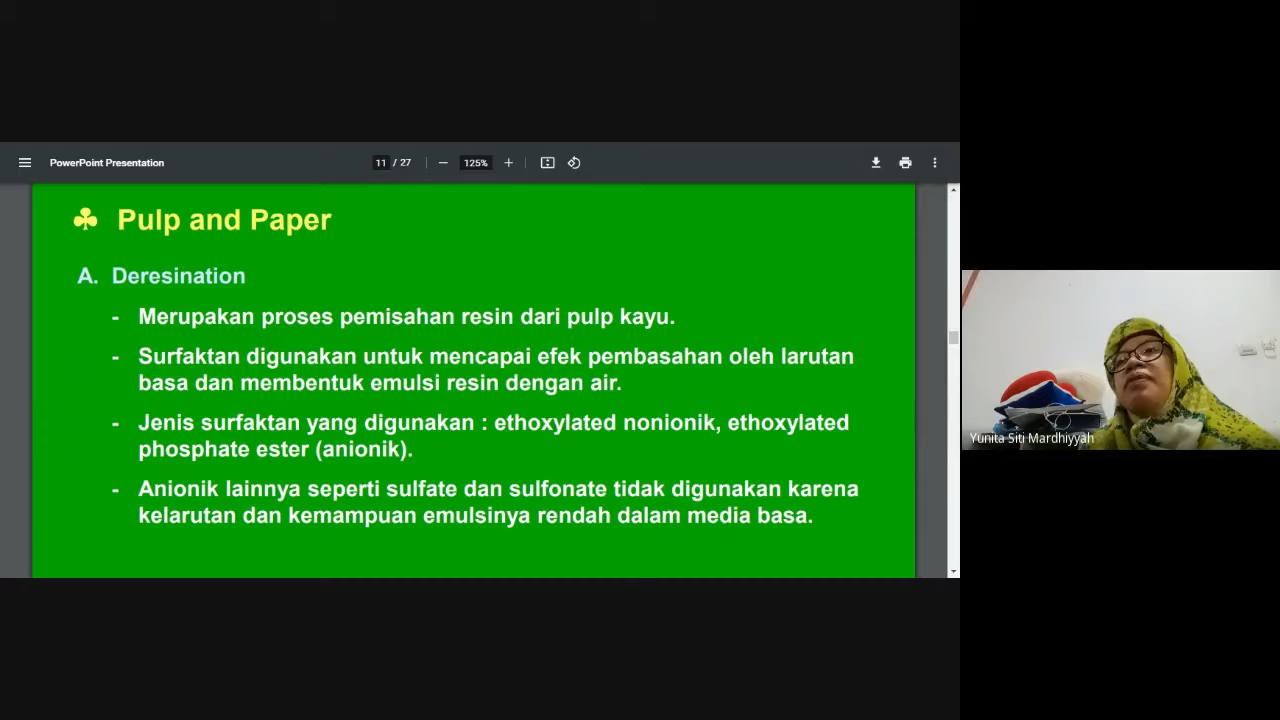 PowerPoint Presentation
11 / 27
125%
♣ Pulp and Paper
A. Deresination
- Merupakan proses pemisahan resin dari pulp kayu.
- Surfaktan digunakan untuk mencapai efek pembasahan oleh larutan
basa dan membentuk emulsi resin dengan air.
- Jenis surfaktan yang digunakan : ethoxylated nonionik, ethoxylated
phosphate ester (anionik).
- Anionik lainnya seperti sulfate dan sulfonate tidak digunakan karena
kelarutan dan kemampuan emulsinya rendah dalam media basa.
Yunita Siti Mardhiyyah